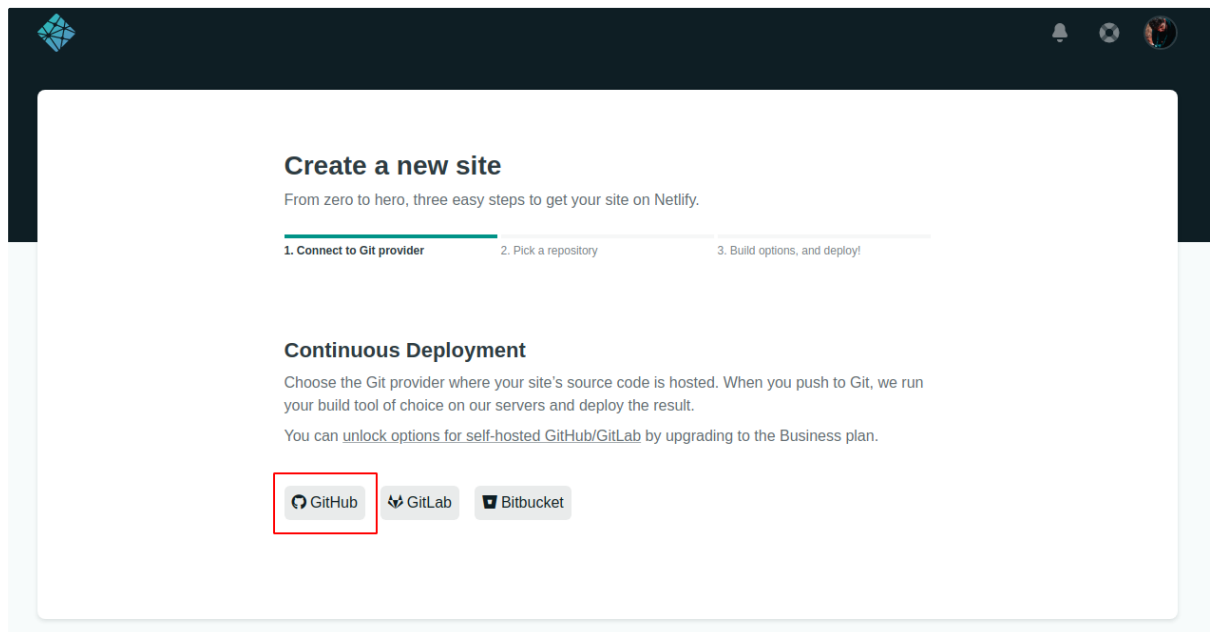 Create a new site
From zero to hero, three easy steps to get your site on Netlify.
1. Connect to Git provider
2. Pick a repository
3. Build options, and deploy!
Continuous Deployment
Choose the Git provider where your site’s source code is hosted. When you push to Git, we run
your build tool of choice on our servers and deploy the result.
You can unlock options for self-hosted GitHub/GitLab by upgrading to the Business plan.
GitHub
GitLab
Bitbucket